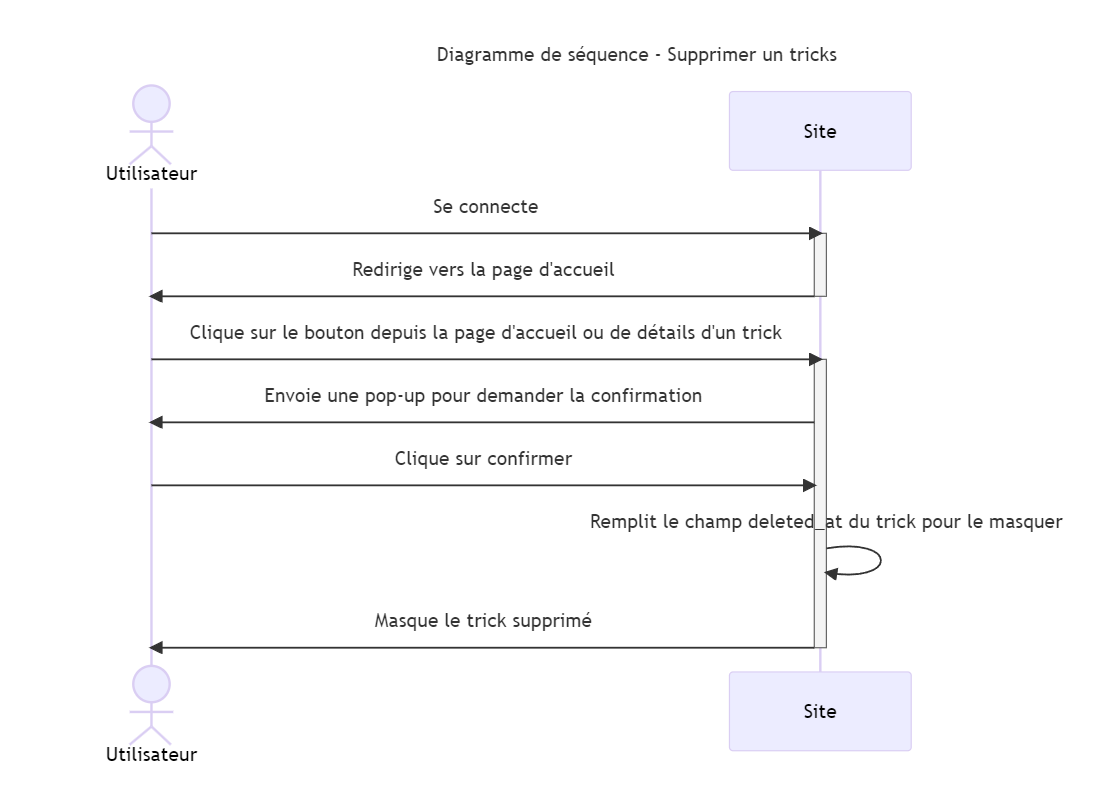 Diagramme de séquence - Supprimer un tricks
Site
Utilisateur
Se connecte
Redirige vers la page d'accueil
Clique sur le bouton depuis la page d'accueil ou de détails d'un trick
Envoie une pop-up pour demander la confirmation
Clique sur confirmer
Remplit le champ deleted_at du trick pour le masquer
Masque le trick supprimé
Site
Utilisateur